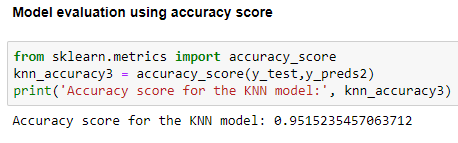 Model evaluation using accuracy score
from sklearn.metrics import accuracy_score
knn_accuracy3 = accuracy_score(y_test,y_preds2)
print('Accuracy score for the KNN model:', knn_accuracy3)
Accuracy score for the KNN model: 0.9515235457063712